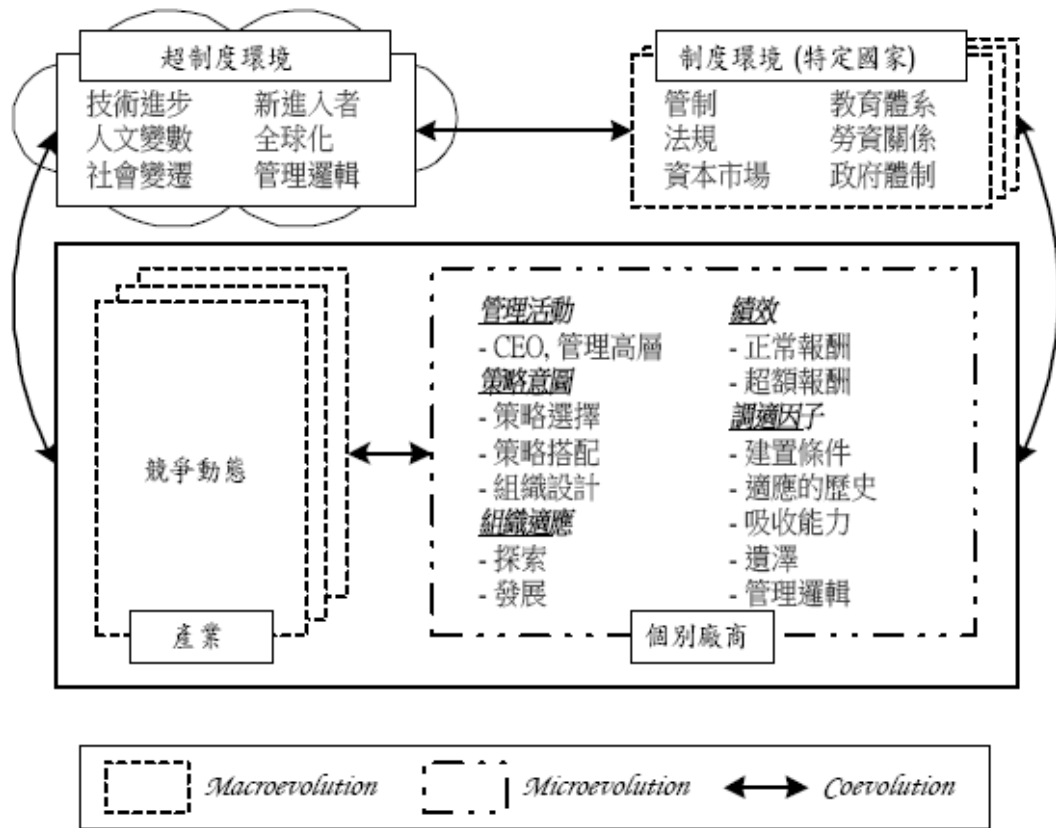 超制度環境
技術進步 新進入者
人文變數 全球化
社會變遷 管理邏輯
制度環境 (特定國家)
管制 教育體系
法規 勞資關係
資本市場 政府體制
競爭動態
產業
管理活動
- CEO, 管理高層
策略意圖
- 策略選擇
- 策略搭配
- 組織設計
組織適應
- 探索
- 發展
績效
- 正常報酬
- 超額報酬
調適因子
- 建置條件
- 適應的歷史
- 吸收能力
- 遺澤
- 管理邏輯
個別廠商
Macroevolution Microevolution Coevolution